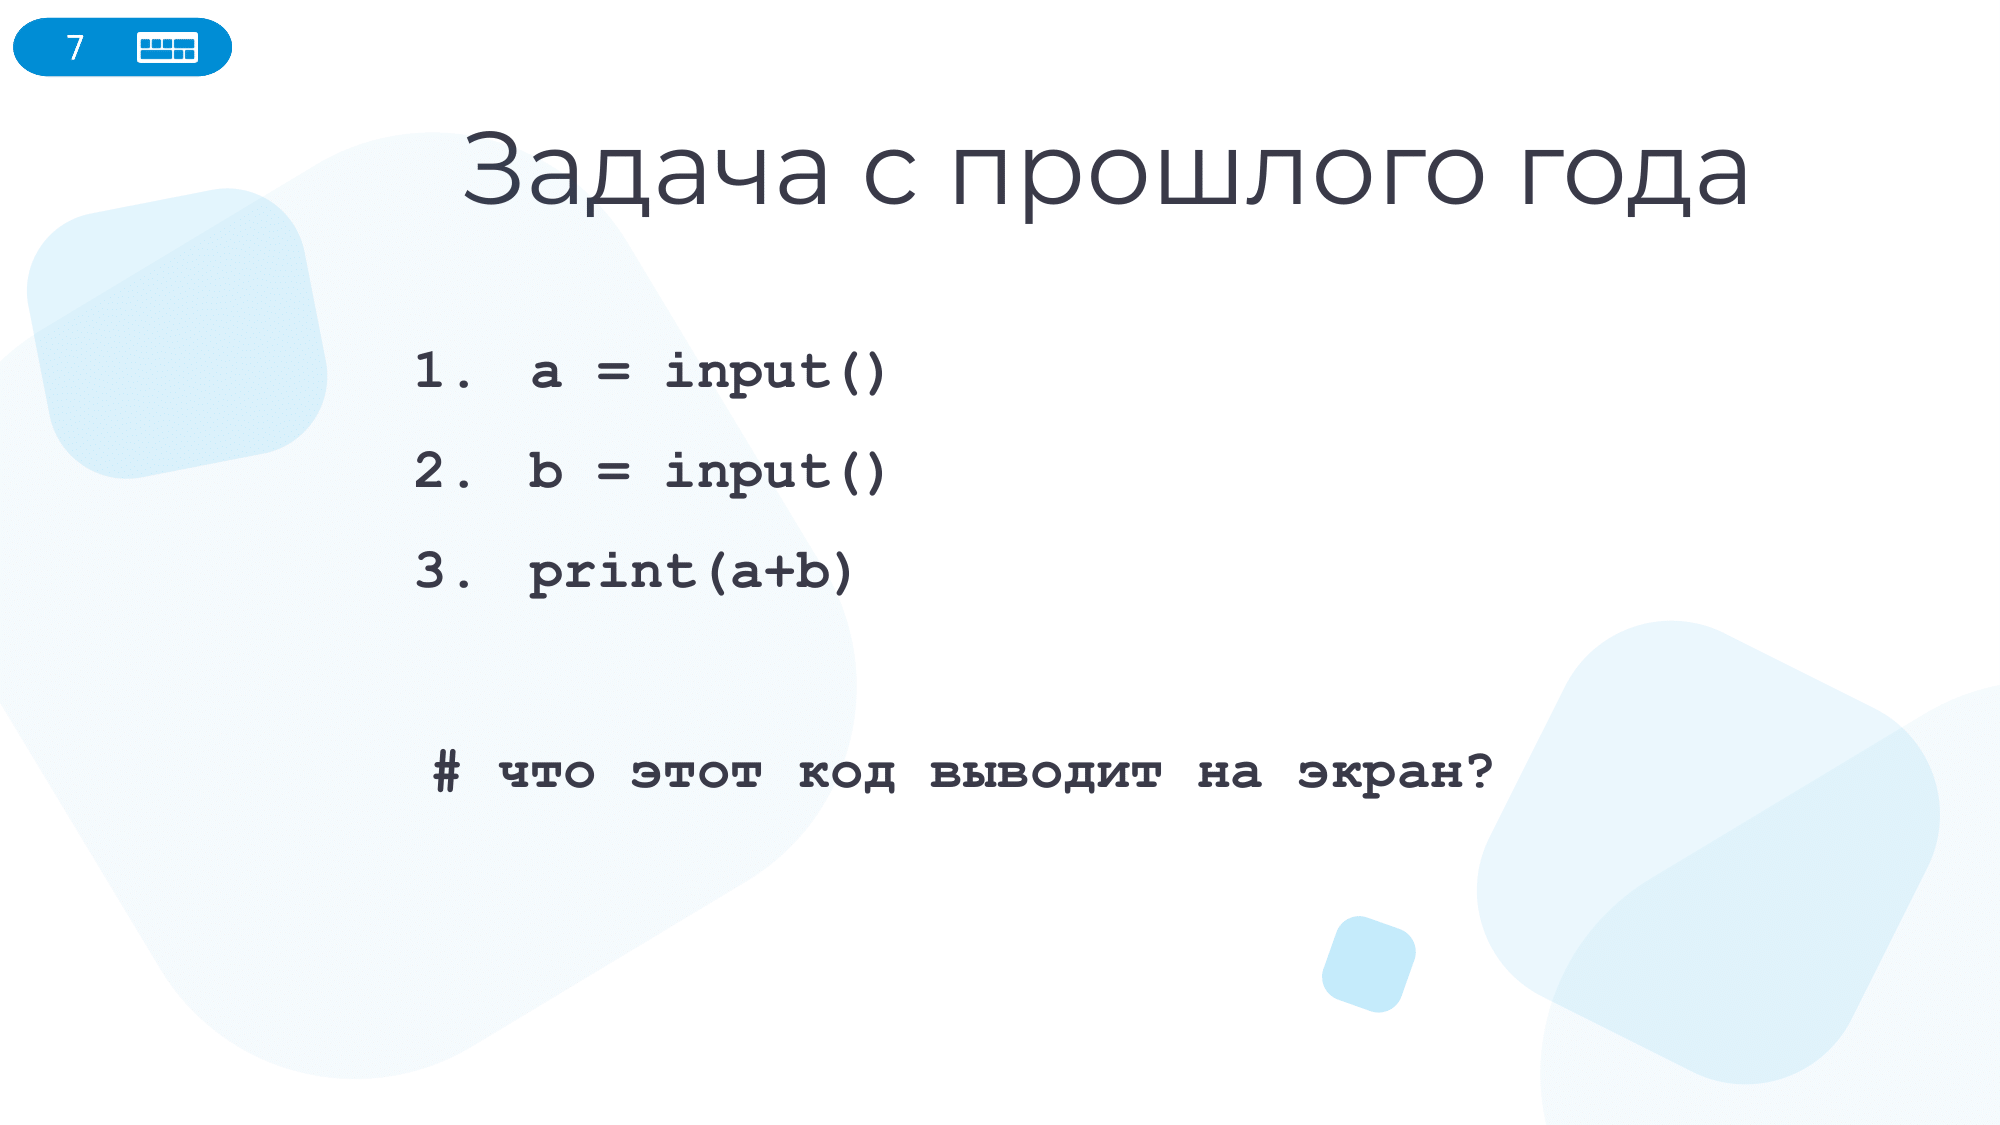 7
Задача с прошлого года
1. a = input()
2. b = input()
3. print(a+b)
# что этот код выводит на экран?